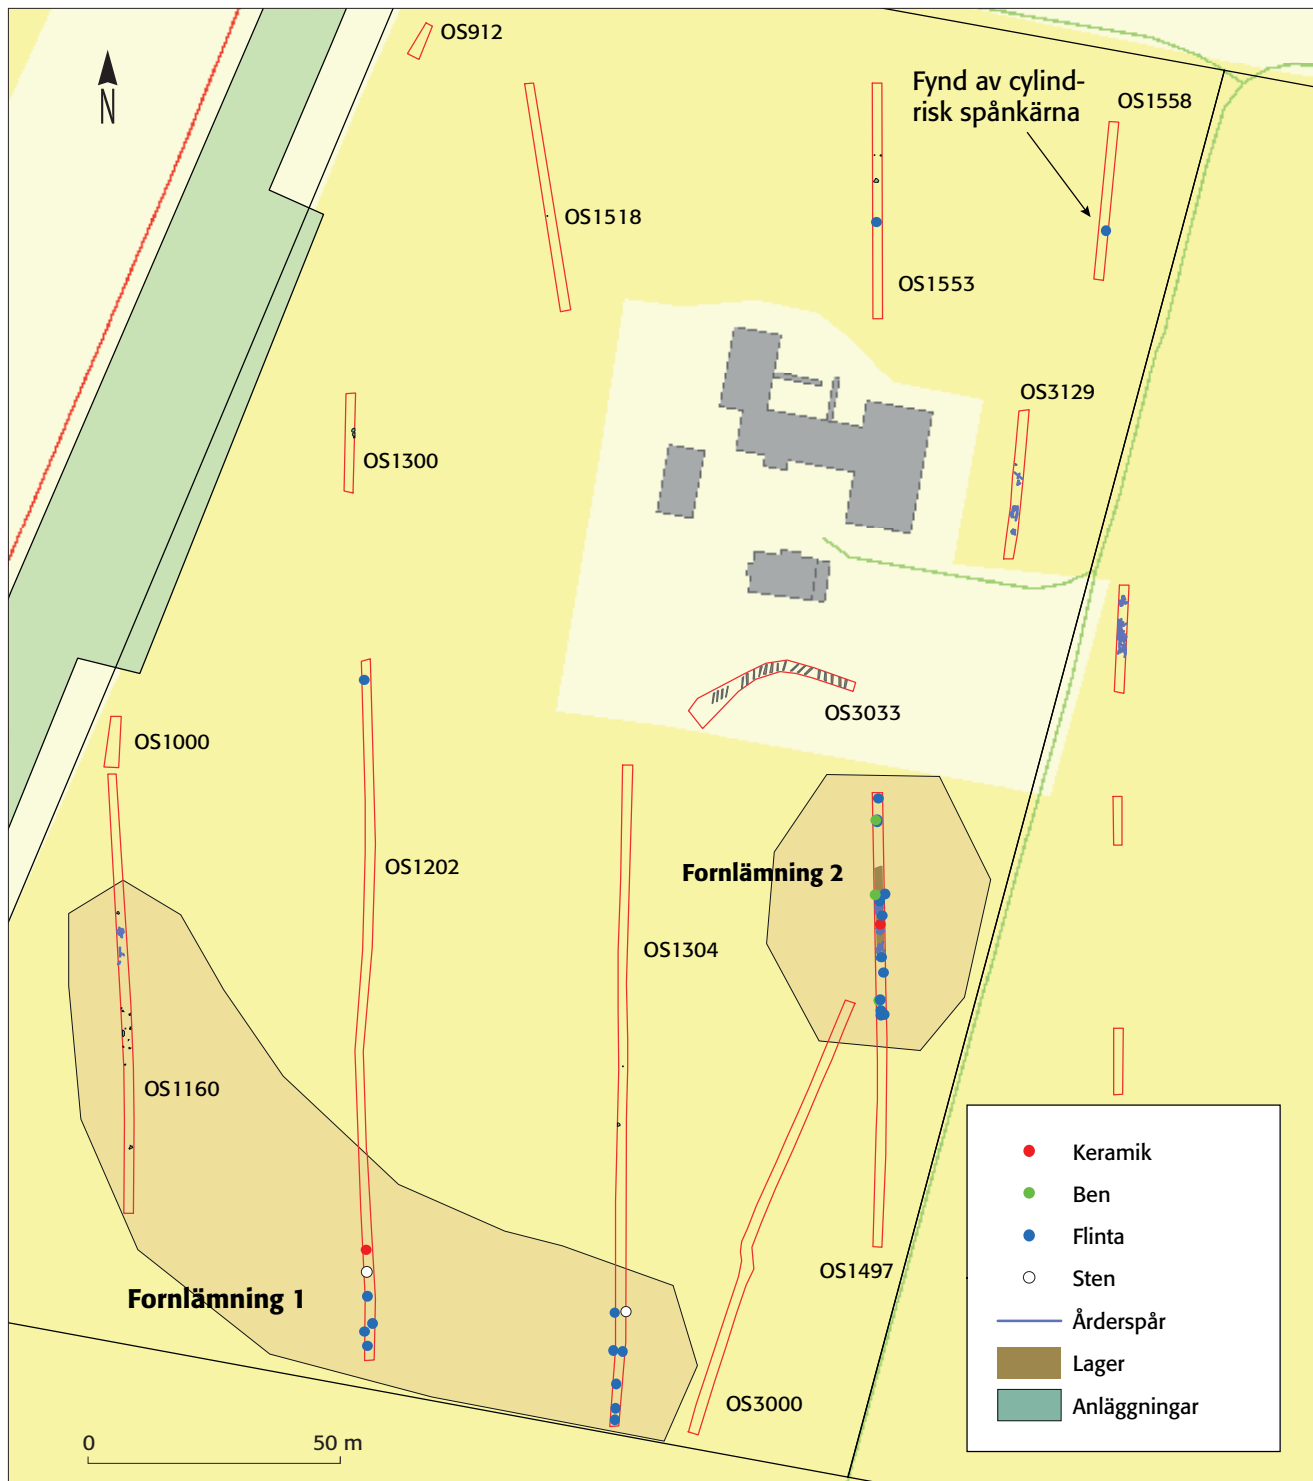 OS912
N
Fynd av cylind-
risk spånkärna
OS1558
OS1518
OS1553
OS3129
OS1300
OS3033
OS1000
OS1202
Fornlämning 2
OS1304
OS1160
OS1497
Fornlämning 1
OS3000
Keramik
Ben
Flinta
Sten
Årderspår
Lager
Anläggningar
0 50 m